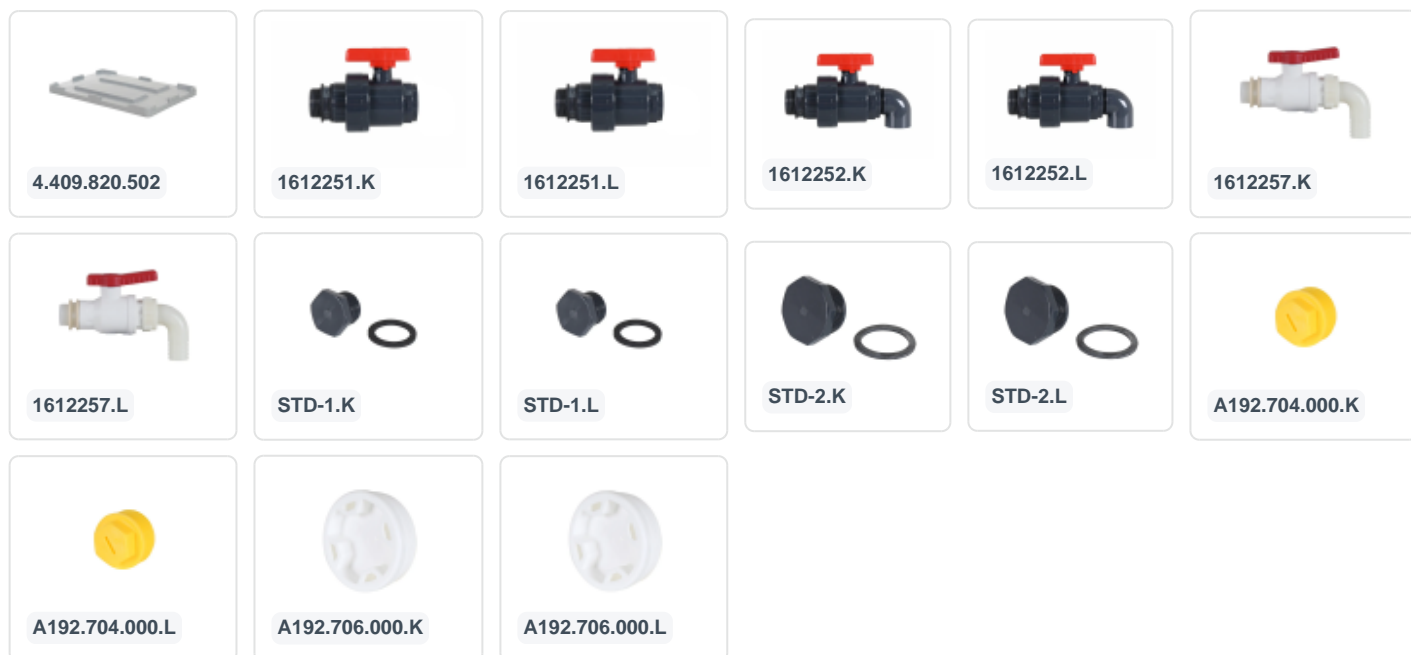 4.409.820.502
1612251.K
1612251.L
1612252.K
1612252.L
1612257.K
1612257.L
STD-1.K
STD-1.L
STD-2.K
STD-2.L
A192.704.000.K
A192.704.000.L
A192.706.000.K
A192.706.000.L